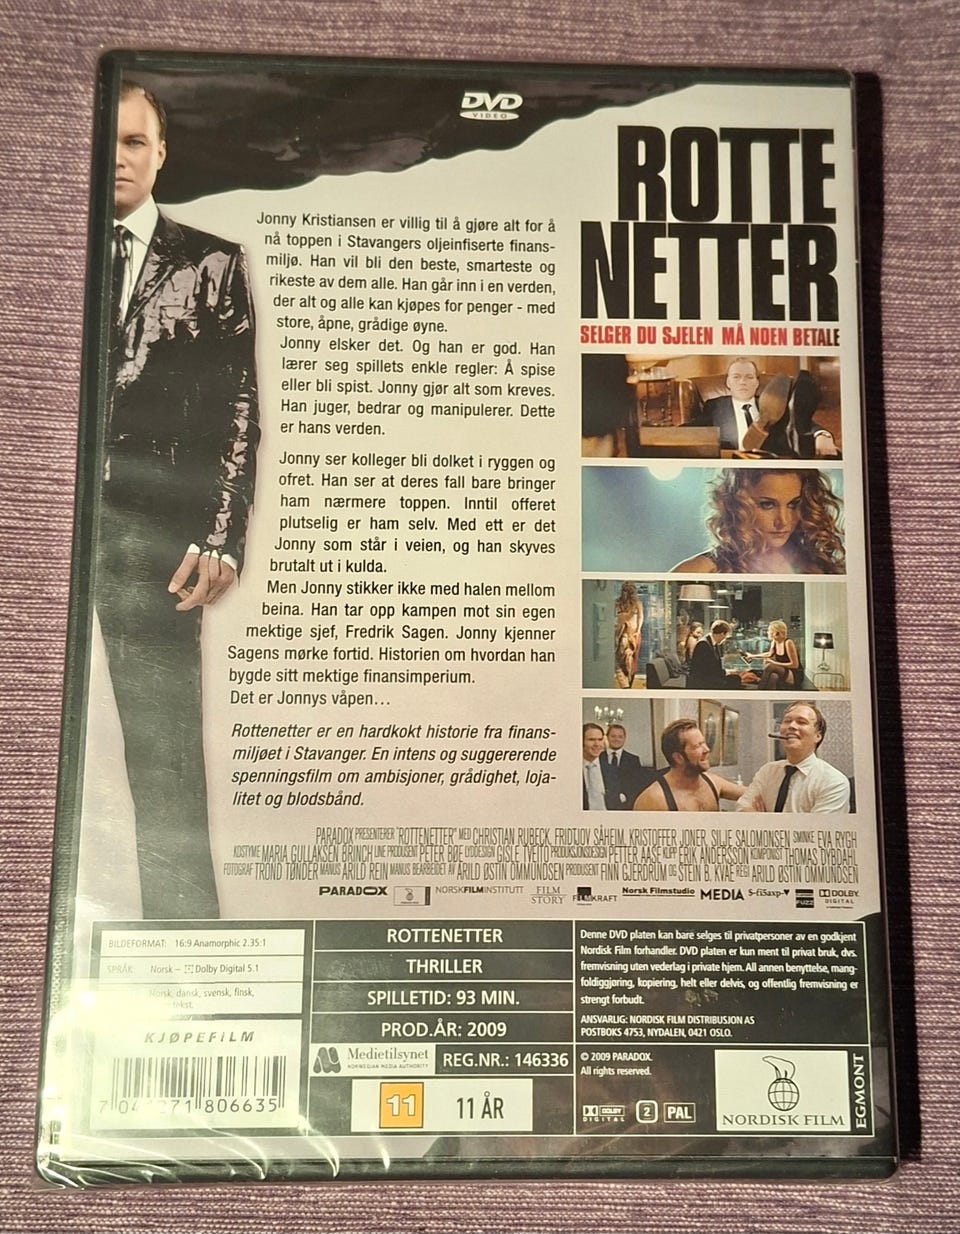 DVD
VIDEO
ROTTE
NETTER
SELGER DU SJELEN MÅ NOEN BETALE
Jonny Kristiansen er villig til å gjøre alt for å
nå toppen i Stavangers oljeinfiserte finans-
miljø. Han vil bli den beste, smarteste og
rikeste av dem alle. Han går inn i en verden,
der alt og alle kan kjøpes for penger - med
store, åpne, grådige øyne.
Jonny elsker det. Og han er god. Han
lærer seg spillets enkle regler: Å spise
eller bli spist. Jonny gjør alt som kreves.
Han juger, bedrar og manipulerer. Dette
er hans verden.
Jonny ser kolleger bli dolket i ryggen og
ofret. Han ser at deres fall bare bringer
ham nærmere toppen. Inntil offeret
plutselig er ham selv. Med ett er det
Jonny som står i veien, og han skyves
brutalt ut i kulda.
Men Jonny stikker ikke med halen mellom
beina. Han tar opp kampen mot sin egen
mektige sjef, Fredrik Sagen. Jonny kjenner
Sagens mørke fortid. Historien om hvordan han
bygde sitt mektige finansimperium.
Det er Jonnys våpen...
Rottenetter er en hardkokt historie fra finans-
miljøet i Stavanger. En intens og suggererende
spenningsfilm om ambisjoner, grådighet, loja-
litet og blodsbånd.
PARADOX PRESENTERER "ROTTENETTER" MED CHRISTIAN RUBECK, FRIDTJOV SÅHEIM, KRISTOFFER JONER, SILJE SALOMONSEN SMINKE EVA RYGH
KOSTYME MARIA GULLAKSEN BRINCH LINE PRODUSENT PETER BØE LYDDESIGN GISLE TVEITO PRODUKSJONSDESIGN PETTER AASE KLIPP ERIK ANDERSSON KOMPONIST THOMAS DYBDAHL
FOTOGRAF TROND TØNDER MANUS ARILD REIN MANUS BEARBEIDET AV ARILD ØSTIN OMMUNDSEN PRODUSENT FINN GJERDRUM OG STEIN B. KVAE REGI ARILD ØSTIN OMMUNDSEN
PARADOX NORSKFILMINSTITUTT FILM STORY FILMKRAFT Norsk Filmstudio MEDIA FUZZ DOLBY DIGITAL
BILDEFORMAT: 16:9 Anamorphic 2.35:1
SPRÅK: Norsk – Dolby Digital 5.1
Norsk, dansk, svensk, finsk,
tekst.
KJØPEFILM
7 041271 806635
ROTTENETTER
THRILLER
SPILLETID: 93 MIN.
PROD.ÅR: 2009
Medietilsynet
NORWEGIAN MEDIA AUTHORITY
REG.NR.: 146336
11
11 ÅR
Denne DVD platen kan bare selges til privatpersoner av en godkjent
Nordisk Film forhandler. DVD platen er kun ment til privat bruk, dvs.
fremvisning uten vederlag i private hjem. All annen benyttelse, mang-
foldiggjøring, kopiering, helt eller delvis, og offentlig fremvisning er
strengt forbudt.
ANSVARLIG: NORDISK FILM DISTRIBUSJON AS
POSTBOKS 4753, NYDALEN, 0421 OSLO.
© 2009 PARADOX.
All rights reserved.
DOLBY
DIGITAL
2
PAL
NORDISK FILM
EGMONT